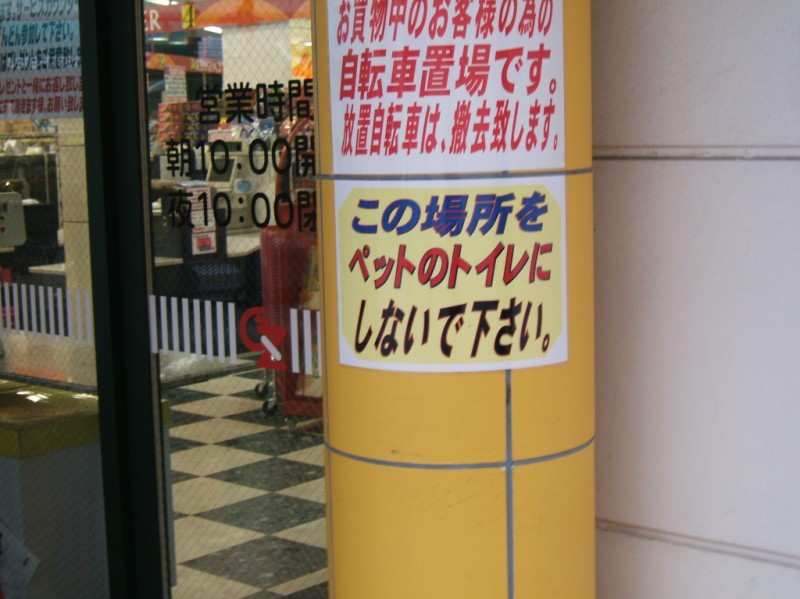 お買物中のお客様の為の
自転車置場です。
放置自転車は、撤去致します。
この場所を
ペットのトイレに
しないで下さい。
営業時間
朝10:00開
夜10:00閉